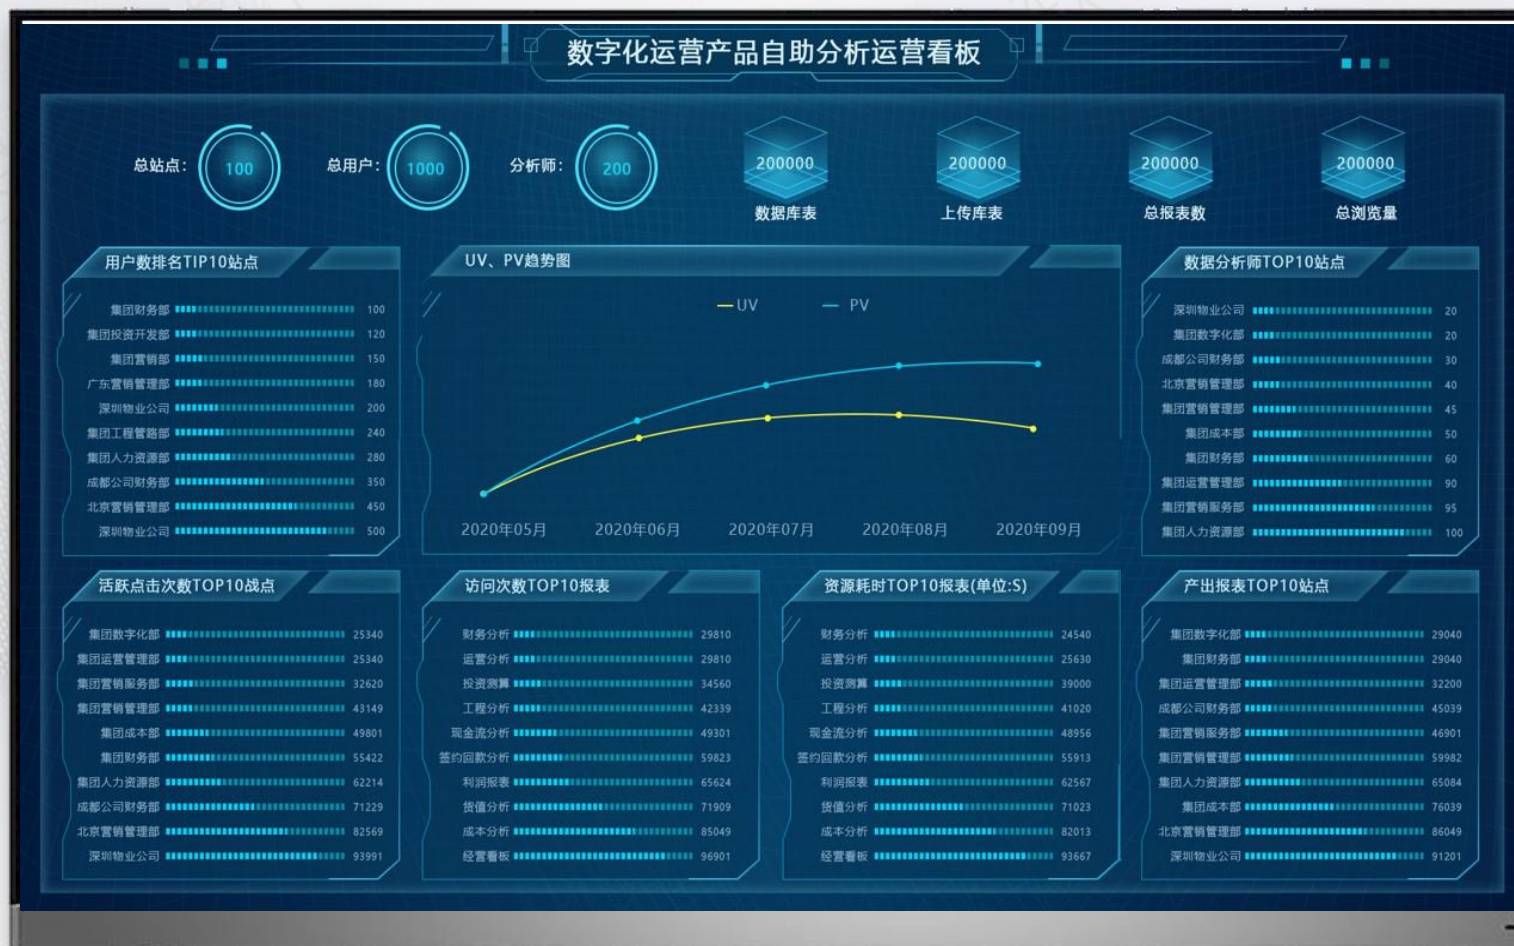 数字化运营产品自助分析运营看板
总站点: 100
总用户: 1000
分析师: 200
200000
数据库表
200000
上传库表
200000
总报表数
200000
总浏览量
用户数排名TIP10站点
集团财务部 100
集团投资开发部 120
集团营销部 150
广东营销管理部 180
深圳物业公司 200
集团工程管路部 240
集团人力资源部 280
成都公司财务部 350
北京营销管理部 450
深圳物业公司 500
UV、PV趋势图
UV PV
2020年05月 2020年06月 2020年07月 2020年08月 2020年09月
数据分析师TOP10站点
深圳物业公司 20
集团数字化部 20
成都公司财务部 30
北京营销管理部 40
集团营销管理部 45
集团成本部 50
集团财务部 60
集团运营管理部 90
集团营销服务部 95
集团人力资源部 100
活跃点击次数TOP10战点
集团数字化部 25340
集团运营管理部 25340
集团营销服务部 32620
集团营销管理部 43149
集团成本部 49801
集团财务部 55422
集团人力资源部 62214
成都公司财务部 71229
北京营销管理部 82569
深圳物业公司 93991
访问次数TOP10报表
财务分析 29810
运营分析 29810
投资测算 34560
工程分析 42339
现金流分析 49301
签约回款分析 59823
利润报表 65624
货值分析 71909
成本分析 85049
经营看板 96901
资源耗时TOP10报表(单位:S)
财务分析 24540
运营分析 25630
投资测算 39000
工程分析 41020
现金流分析 48956
签约回款分析 55913
利润报表 62567
货值分析 71023
成本分析 82013
经营看板 93667
产出报表TOP10站点
集团数字化部 29040
集团财务部 29040
集团运营管理部 32200
成都公司财务部 45039
集团营销服务部 46901
集团营销管理部 59982
集团人力资源部 65084
集团成本部 76039
北京营销管理部 86049
深圳物业公司 91201